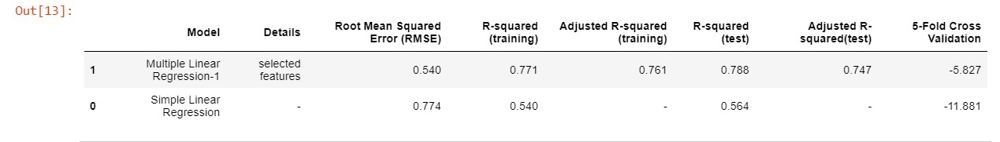 Out[13]:
Model Details Root Mean Squared Error (RMSE) R-squared (training) Adjusted R-squared (training) R-squared (test) Adjusted R-squared(test) 5-Fold Cross Validation
1 Multiple Linear Regression-1 selected features 0.540 0.771 0.761 0.788 0.747 -5.827
0 Simple Linear Regression - 0.774 0.540 - 0.564 - -11.881